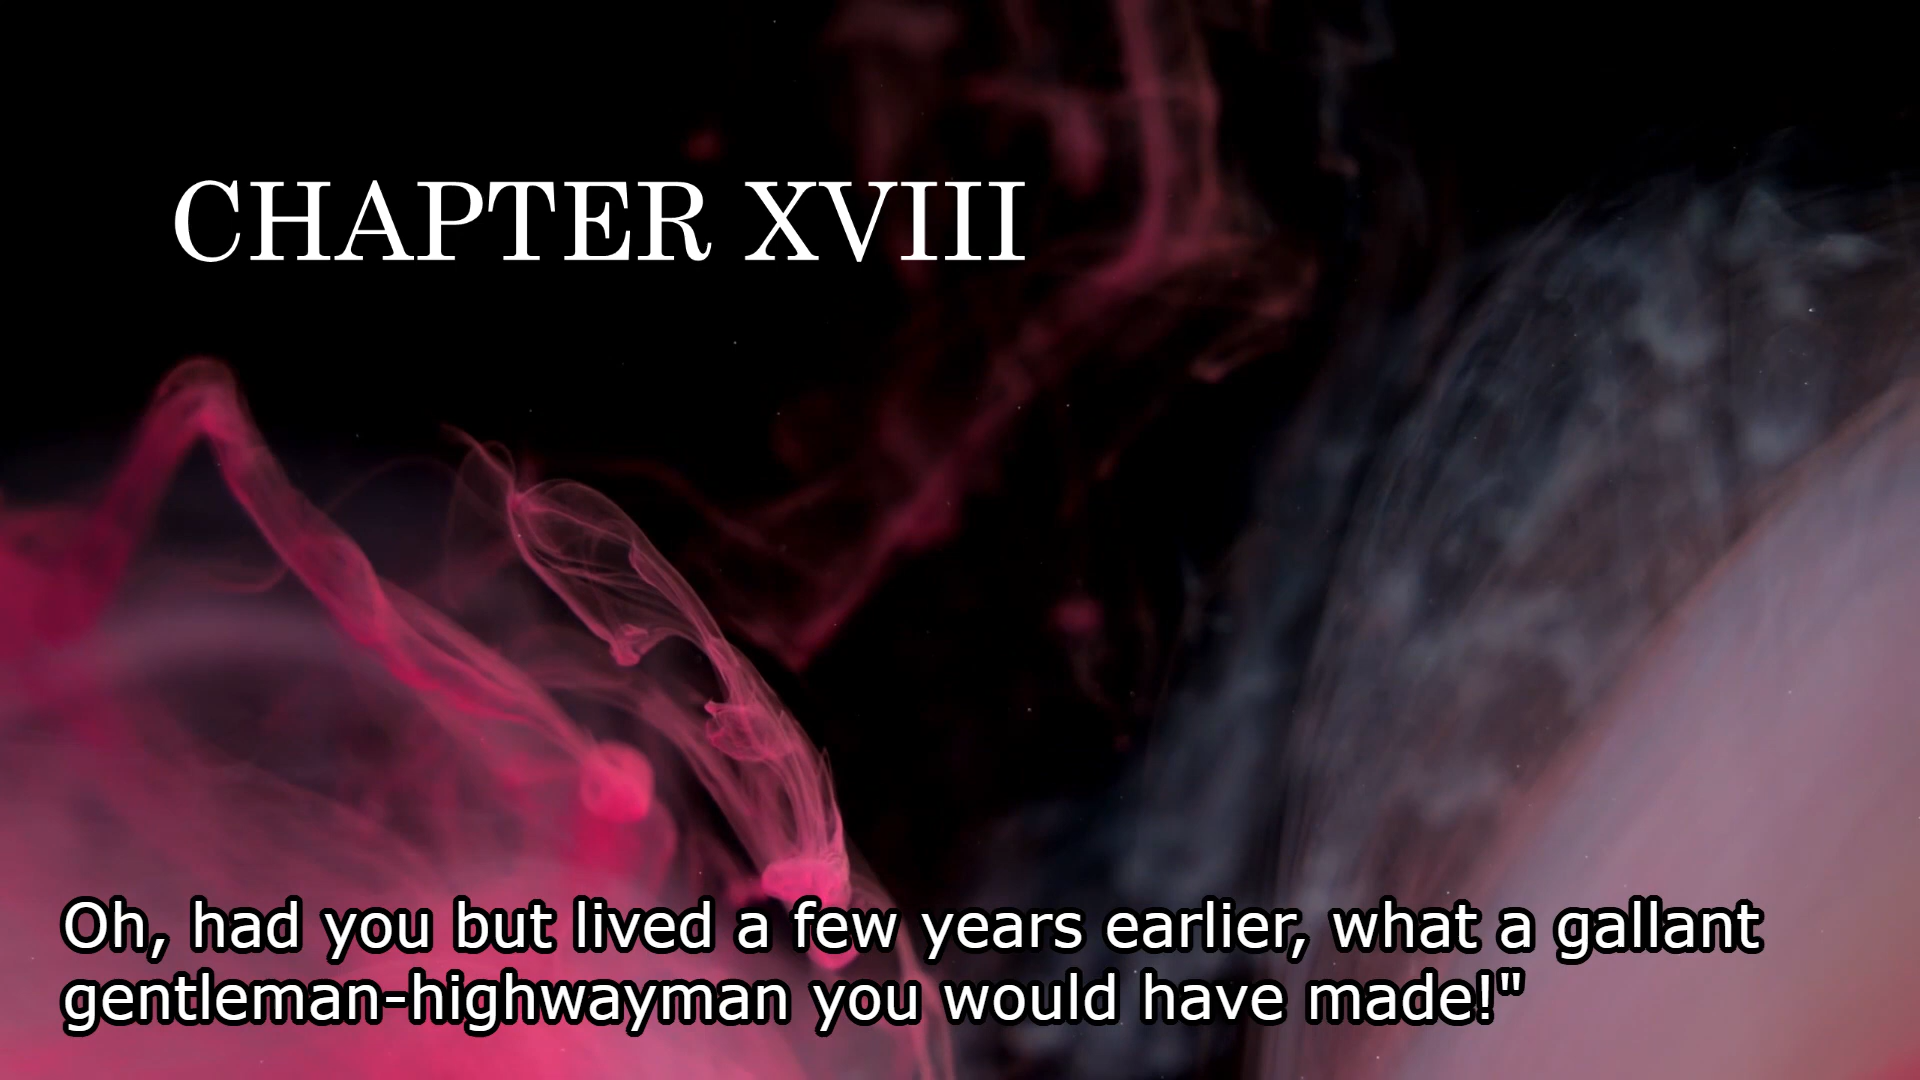 CHAPTER XVIII
Oh, had you but lived a few years earlier, what a gallant
gentleman-highwayman you would have made!"